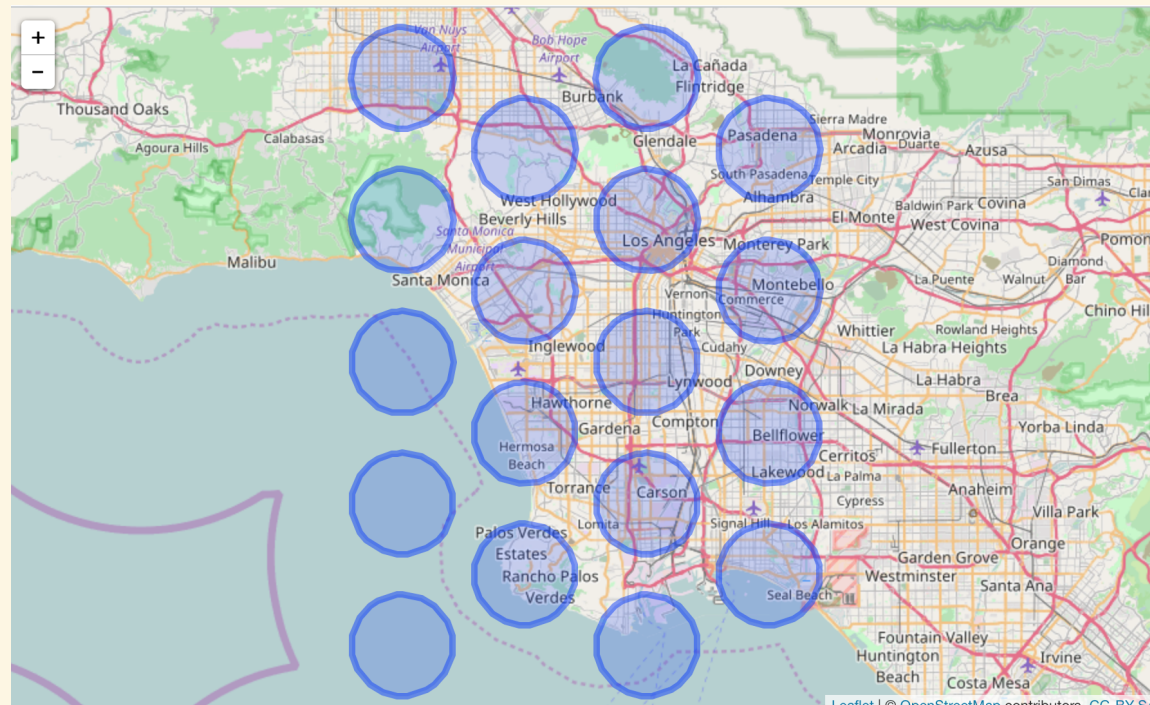 +
−
Van Nuys
Airport
Bob Hope
Airport
La Cañada
Flintridge
Burbank
Thousand Oaks
Agoura Hills
Calabasas
Glendale
Pasadena
Sierra Madre
Monrovia
Arcadia
Duarte
Azusa
South Pasadena
Temple City
San Dimas
West Hollywood
Alhambra
Baldwin Park
Covina
Beverly Hills
El Monte
West Covina
Santa Monica
Municipal
Airport
Los Angeles
Monterey Park
Malibu
Diamond
Bar
Santa Monica
Montebello
La Puente
Walnut
Vernon
Commerce
Huntington
Park
Whittier
Rowland Heights
Inglewood
Cudahy
La Habra Heights
Lynwood
Downey
La Habra
Brea
Hawthorne
Norwalk
La Mirada
Gardena
Compton
Bellflower
Yorba Linda
Hermosa
Beach
Cerritos
Fullerton
Lakewood
La Palma
Torrance
Carson
Cypress
Anaheim
Villa Park
Lomita
Signal Hill
Los Alamitos
Palos Verdes
Estates
Orange
Garden Grove
Rancho Palos
Verdes
Westminster
Santa Ana
Seal Beach
Fountain Valley
Huntington
Beach
Irvine
Costa Mesa
Leaflet | © OpenStreetMap contributors, CC-BY-S